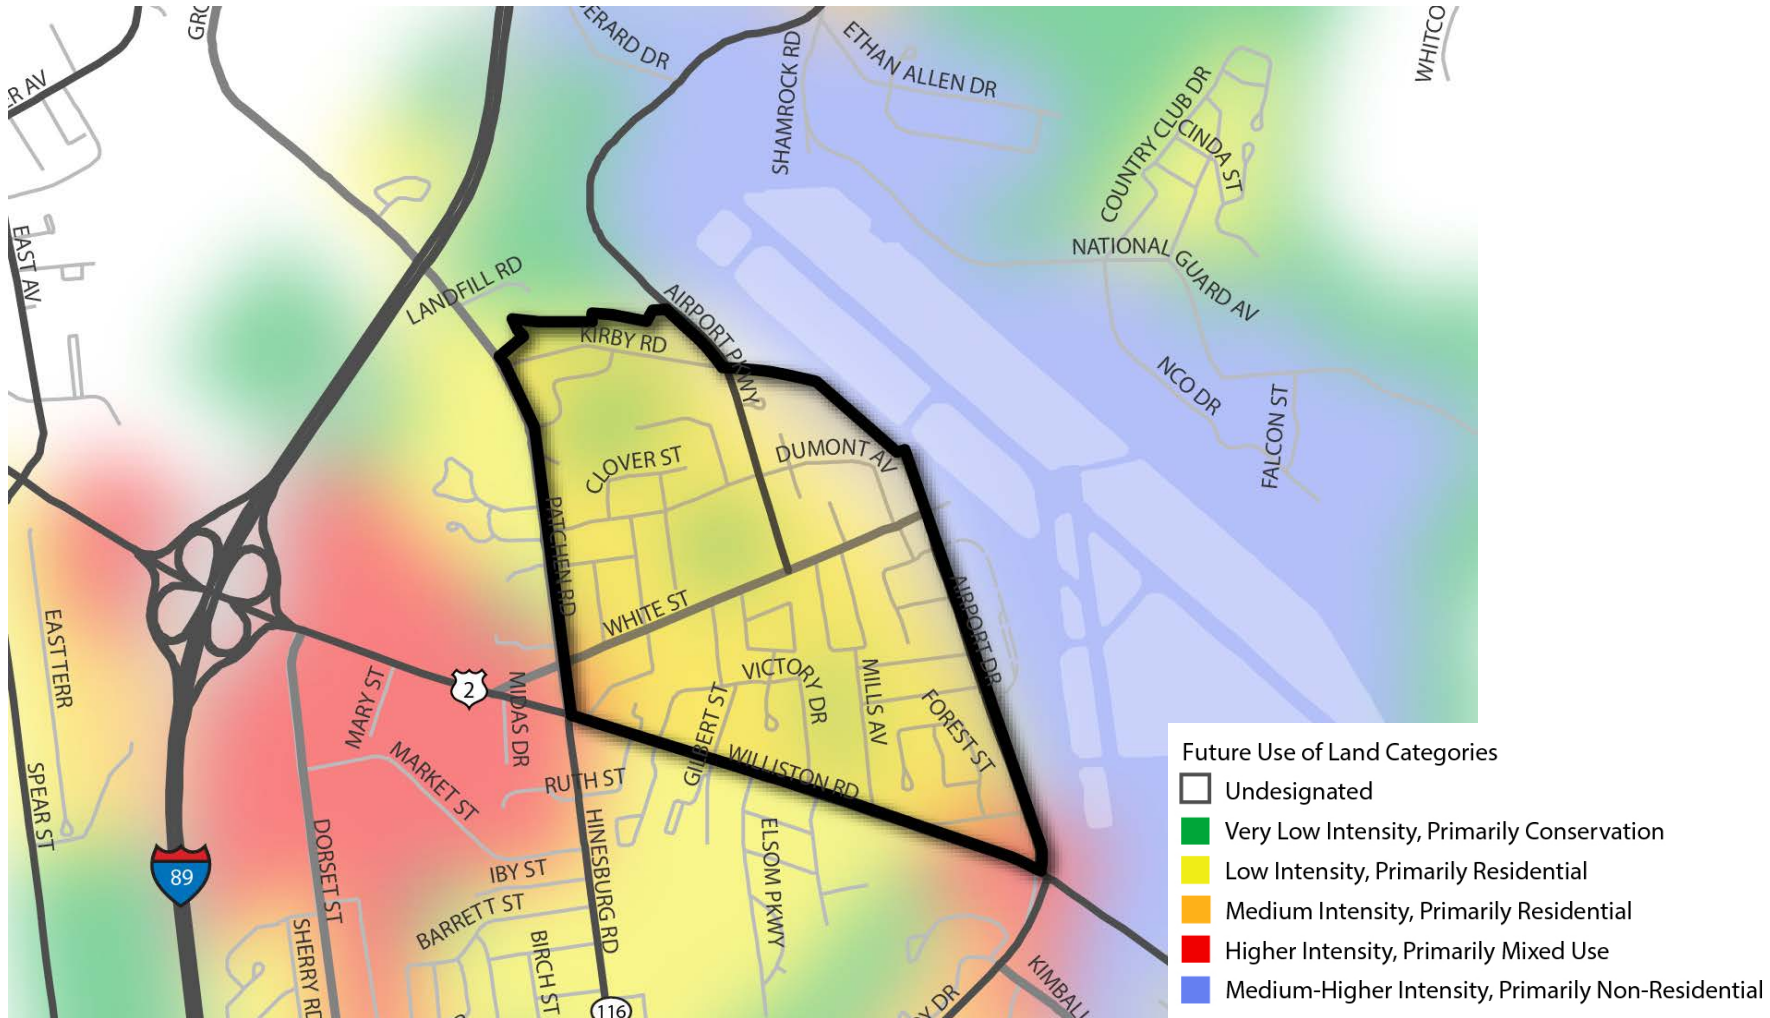 GRO
ERARD DR
SHAMROCK RD
ETHAN ALLEN DR
WHITCO
ER AV
COUNTRY CLUB DR
CINDA ST
EAST AV
LANDFILL RD
NATIONAL GUARD AV
AIRPORT PKWY
KIRBY RD
NCO DR
FALCON ST
CLOVER ST
DUMONT AV
PATCHEN RD
WHITE ST
AIRPORT DR
EAST TERR
MARY ST
2
MIDAS DR
VICTORY DR
MILLS AV
FOREST ST
GILBERT ST
MARKET ST
RUTH ST
WILLISTON RD
SPEAR ST
DORSET ST
HINESBURG RD
ELSOM PKWY
89
IBY ST
BARRETT ST
SHERRY RD
BIRCH ST
116
KIMBALL
Y DR
Future Use of Land Categories
Undesignated
Very Low Intensity, Primarily Conservation
Low Intensity, Primarily Residential
Medium Intensity, Primarily Residential
Higher Intensity, Primarily Mixed Use
Medium-Higher Intensity, Primarily Non-Residential